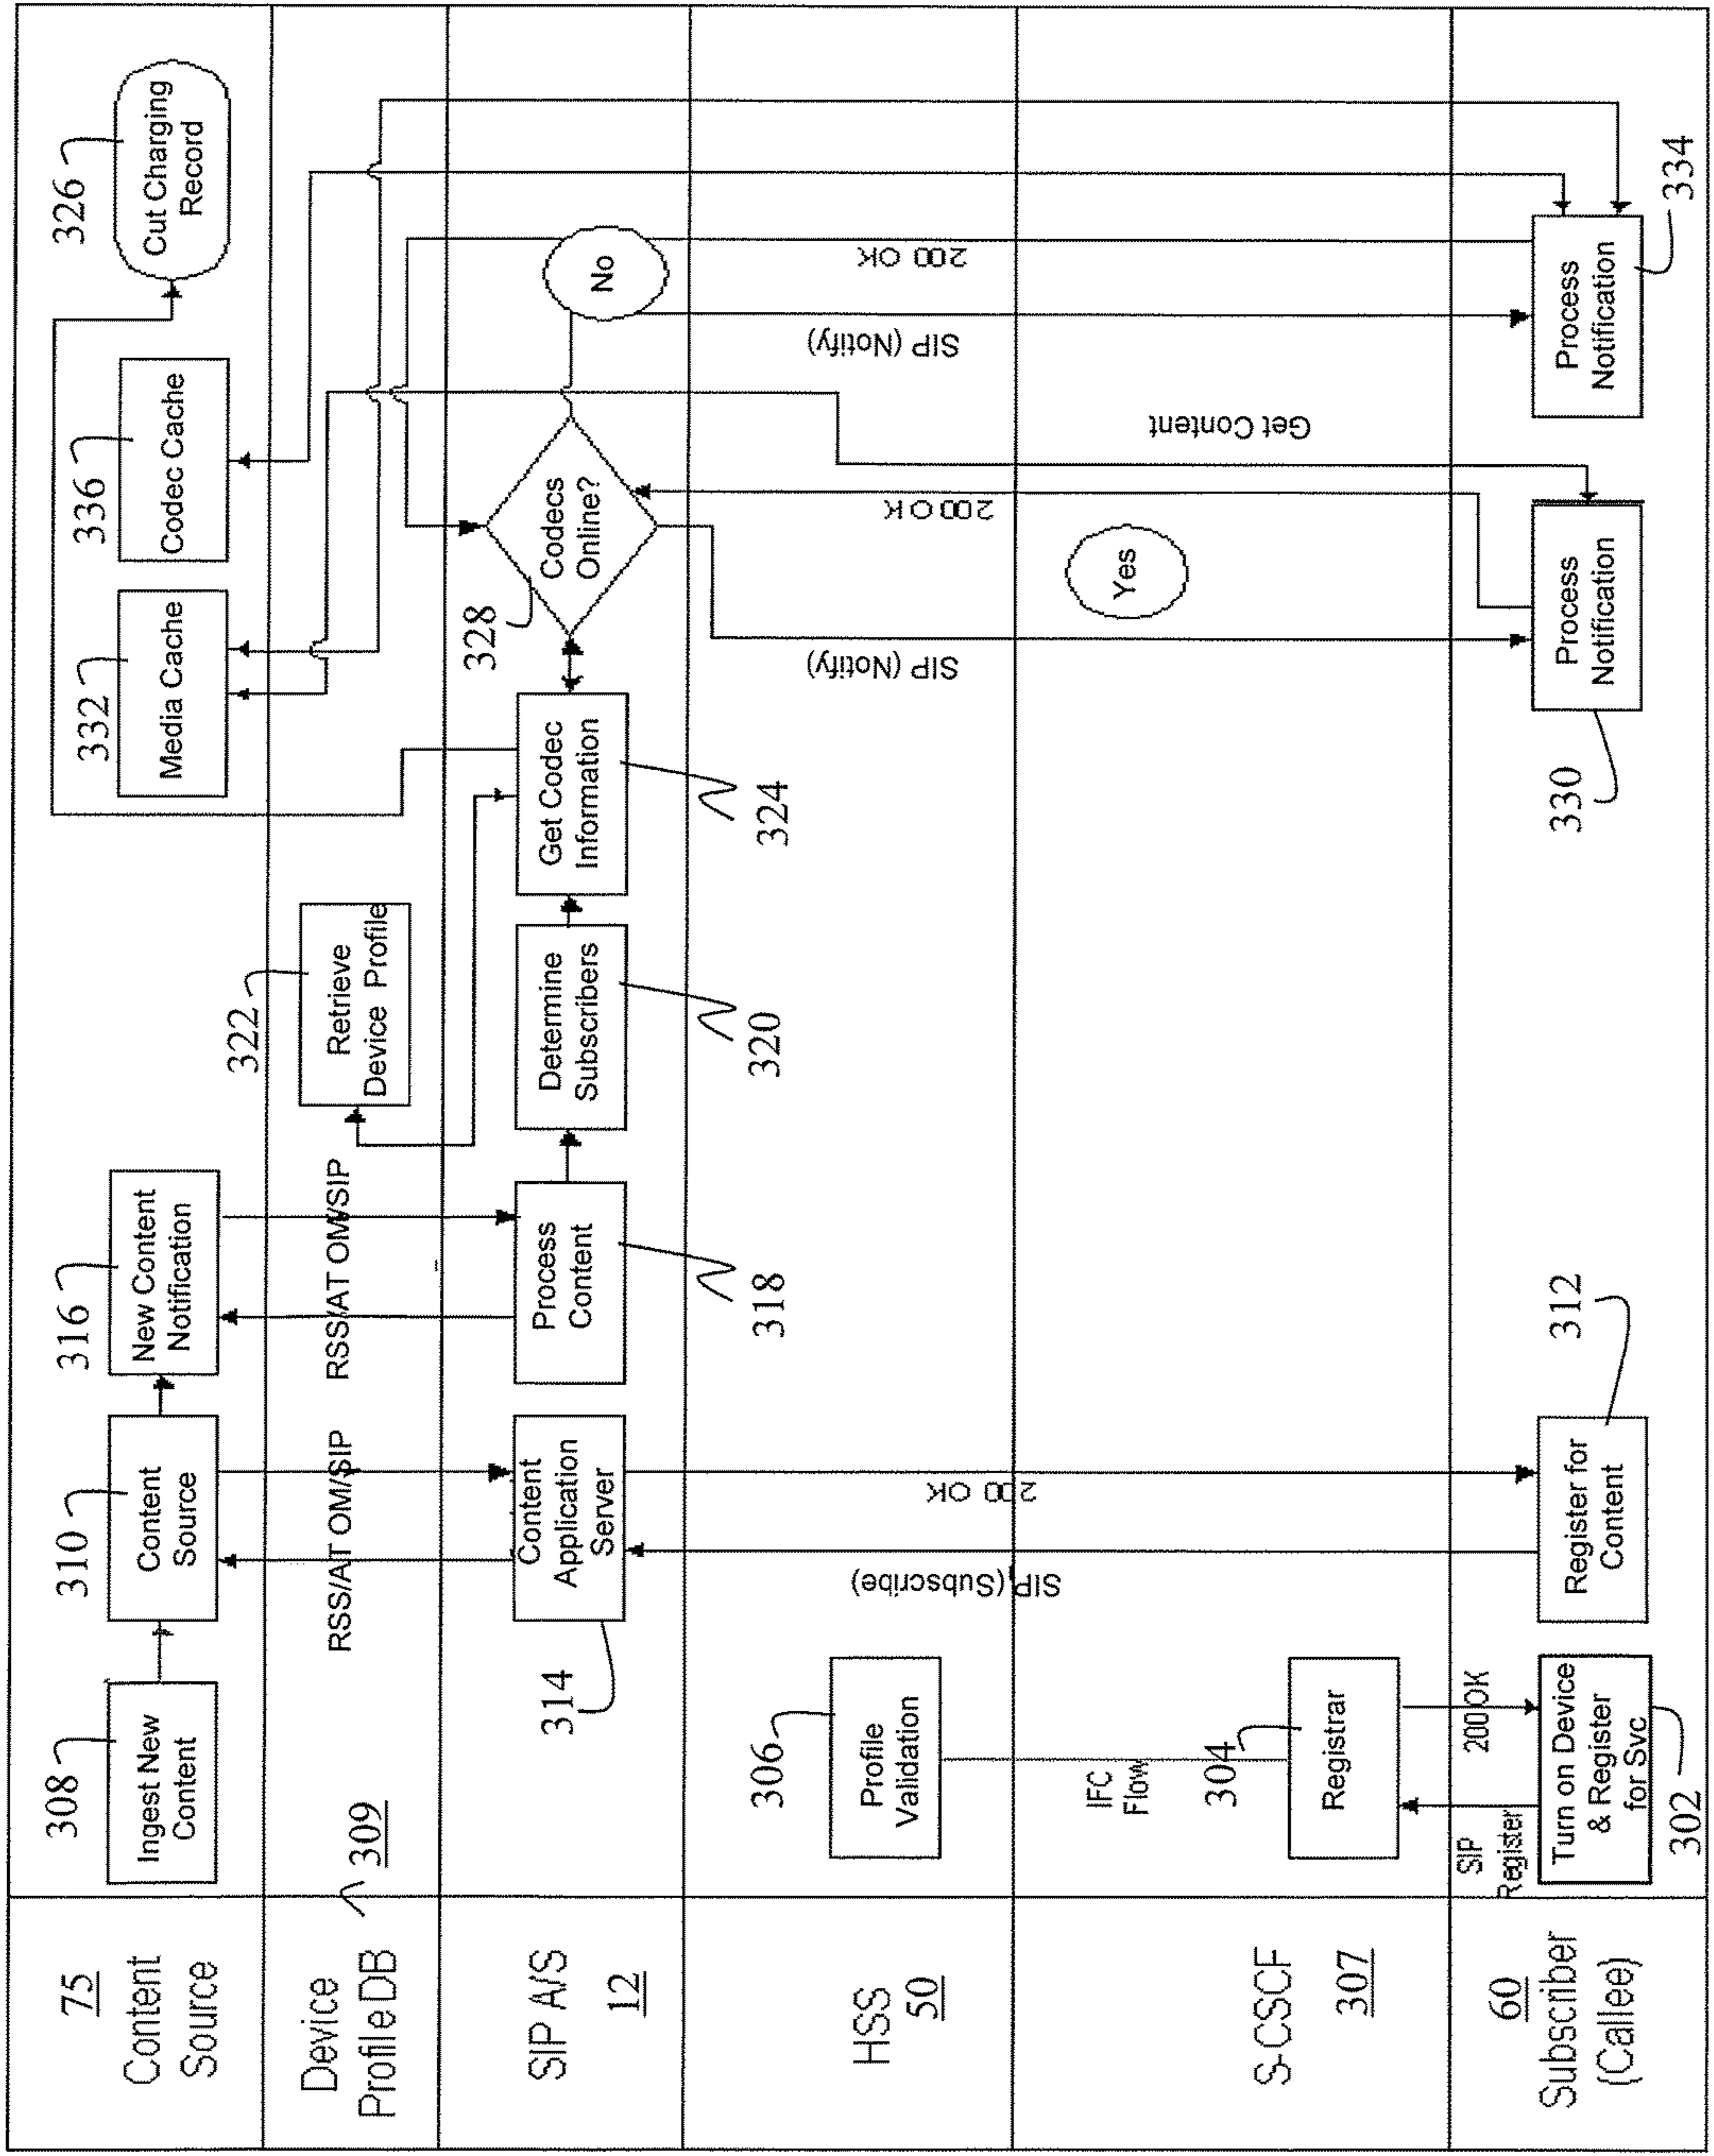 75
Content
Source
308
Ingest New
Content
310
Content
Source
316
New Content
Notification
332
Media Cache
336
Codec Cache
326
Cut Charging
Record
Device
Profile DB
309
RSS/AT OM/SIP
RSS/AT OM/SIP
322
Retrieve
Device Profile
SIP A/S
12
314
Content
Application
Server
Process
Content
318
Determine
Subscribers
320
Get Codec
Information
324
328
Codecs
Online?
No
HSS
50
306
Profile
Validation
SIP (Subscribe)
200 OK
SIP (Notify)
200 OK
SIP (Notify)
200 OK
S-CSCF
307
IFC
Flow
304
Registrar
Yes
Get Content
60
Subscriber
(Callee)
SIP
Register
200 OK
Turn on Device
& Register
for Svc
302
312
Register for
Content
330
Process
Notification
Process
Notification
334